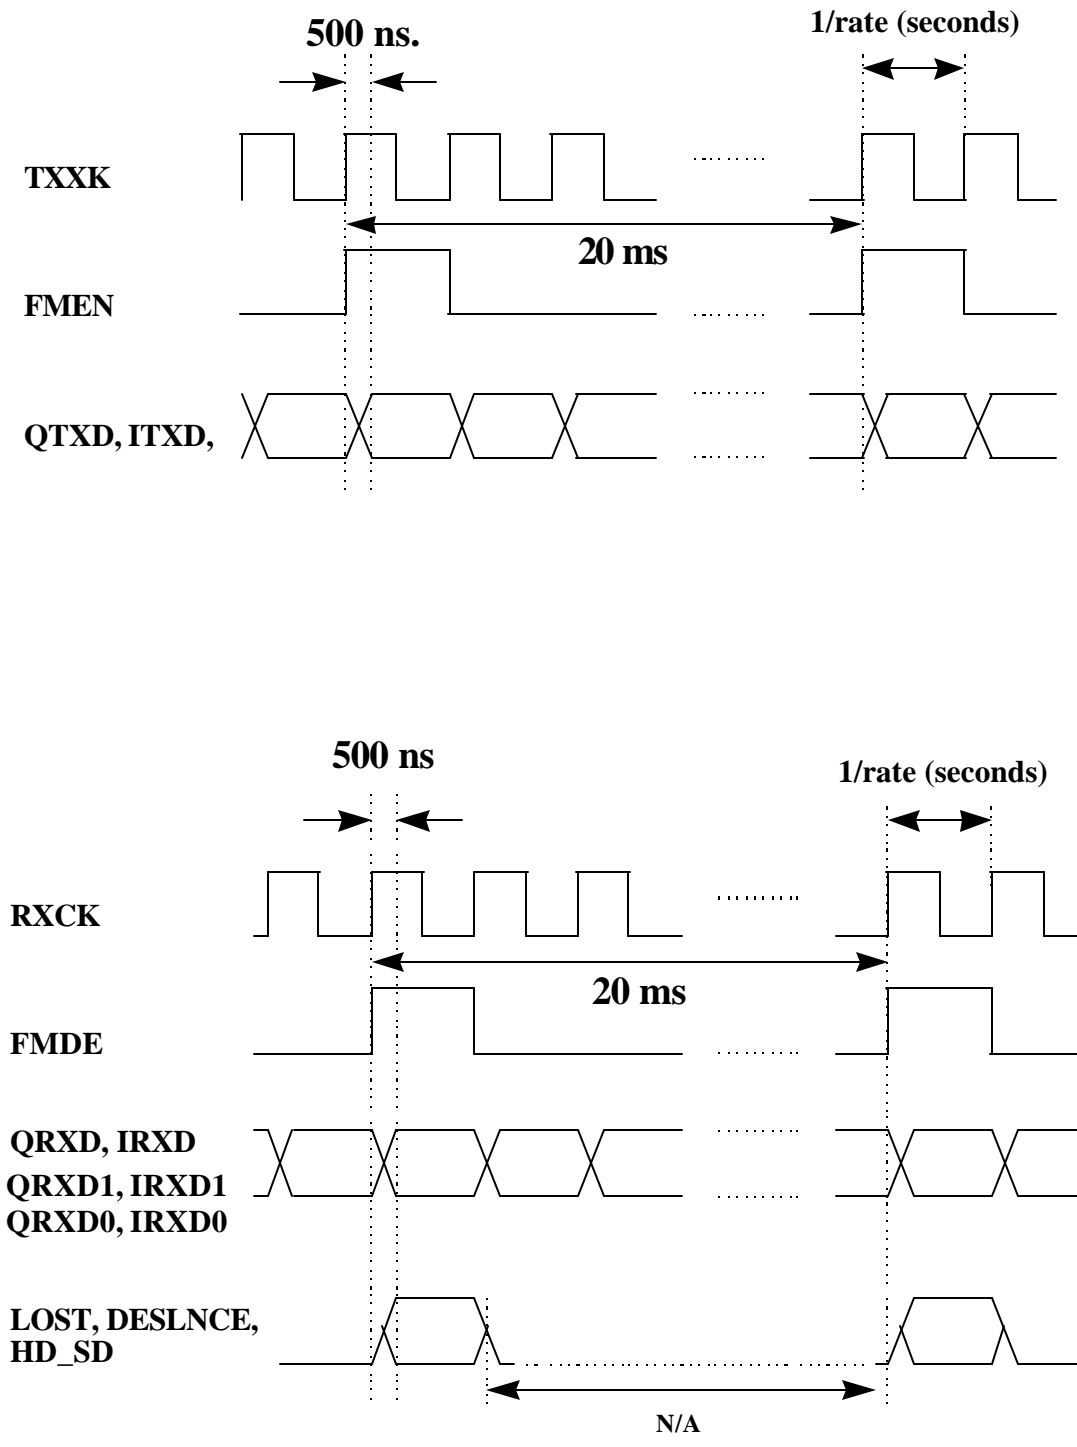 500 ns.
1/rate (seconds)
TXXK
20 ms
FMEN
QTXD, ITXD,
500 ns
1/rate (seconds)
RXCK
20 ms
FMDE
QRXD, IRXD
QRXD1, IRXD1
QRXD0, IRXD0
LOST, DESLNCE,
HD_SD
N/A